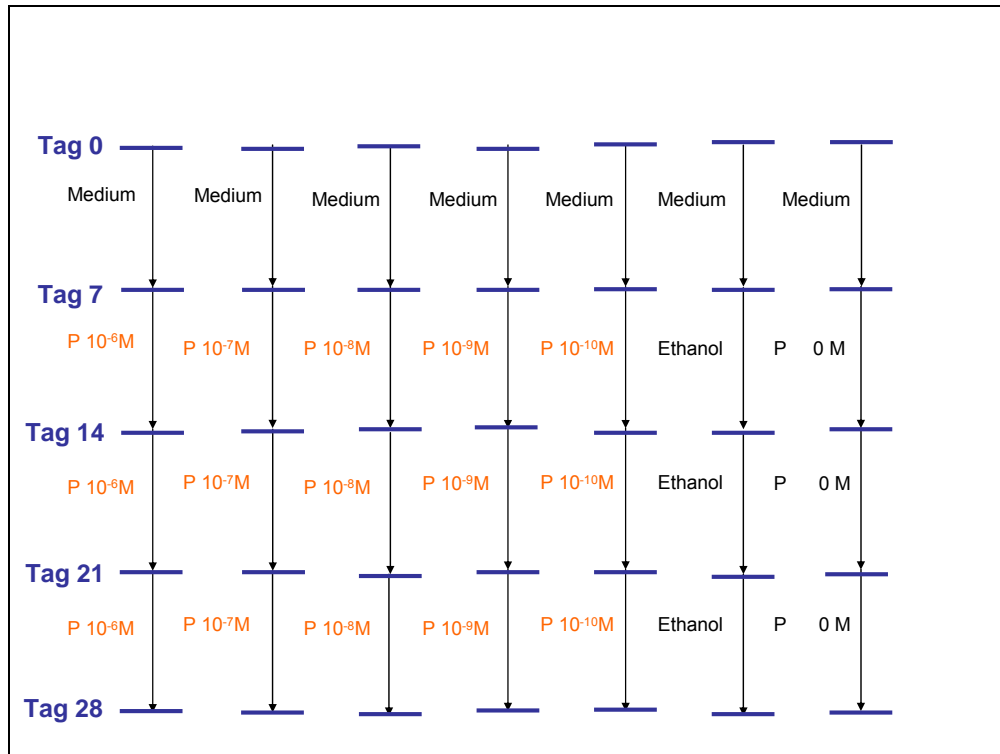 Tag 0
Medium Medium Medium Medium Medium Medium Medium
Tag 7
P 10⁻⁶M P 10⁻⁷M P 10⁻⁸M P 10⁻⁹M P 10⁻¹⁰M Ethanol P 0 M
Tag 14
P 10⁻⁶M P 10⁻⁷M P 10⁻⁸M P 10⁻⁹M P 10⁻¹⁰M Ethanol P 0 M
Tag 21
P 10⁻⁶M P 10⁻⁷M P 10⁻⁸M P 10⁻⁹M P 10⁻¹⁰M Ethanol P 0 M
Tag 28